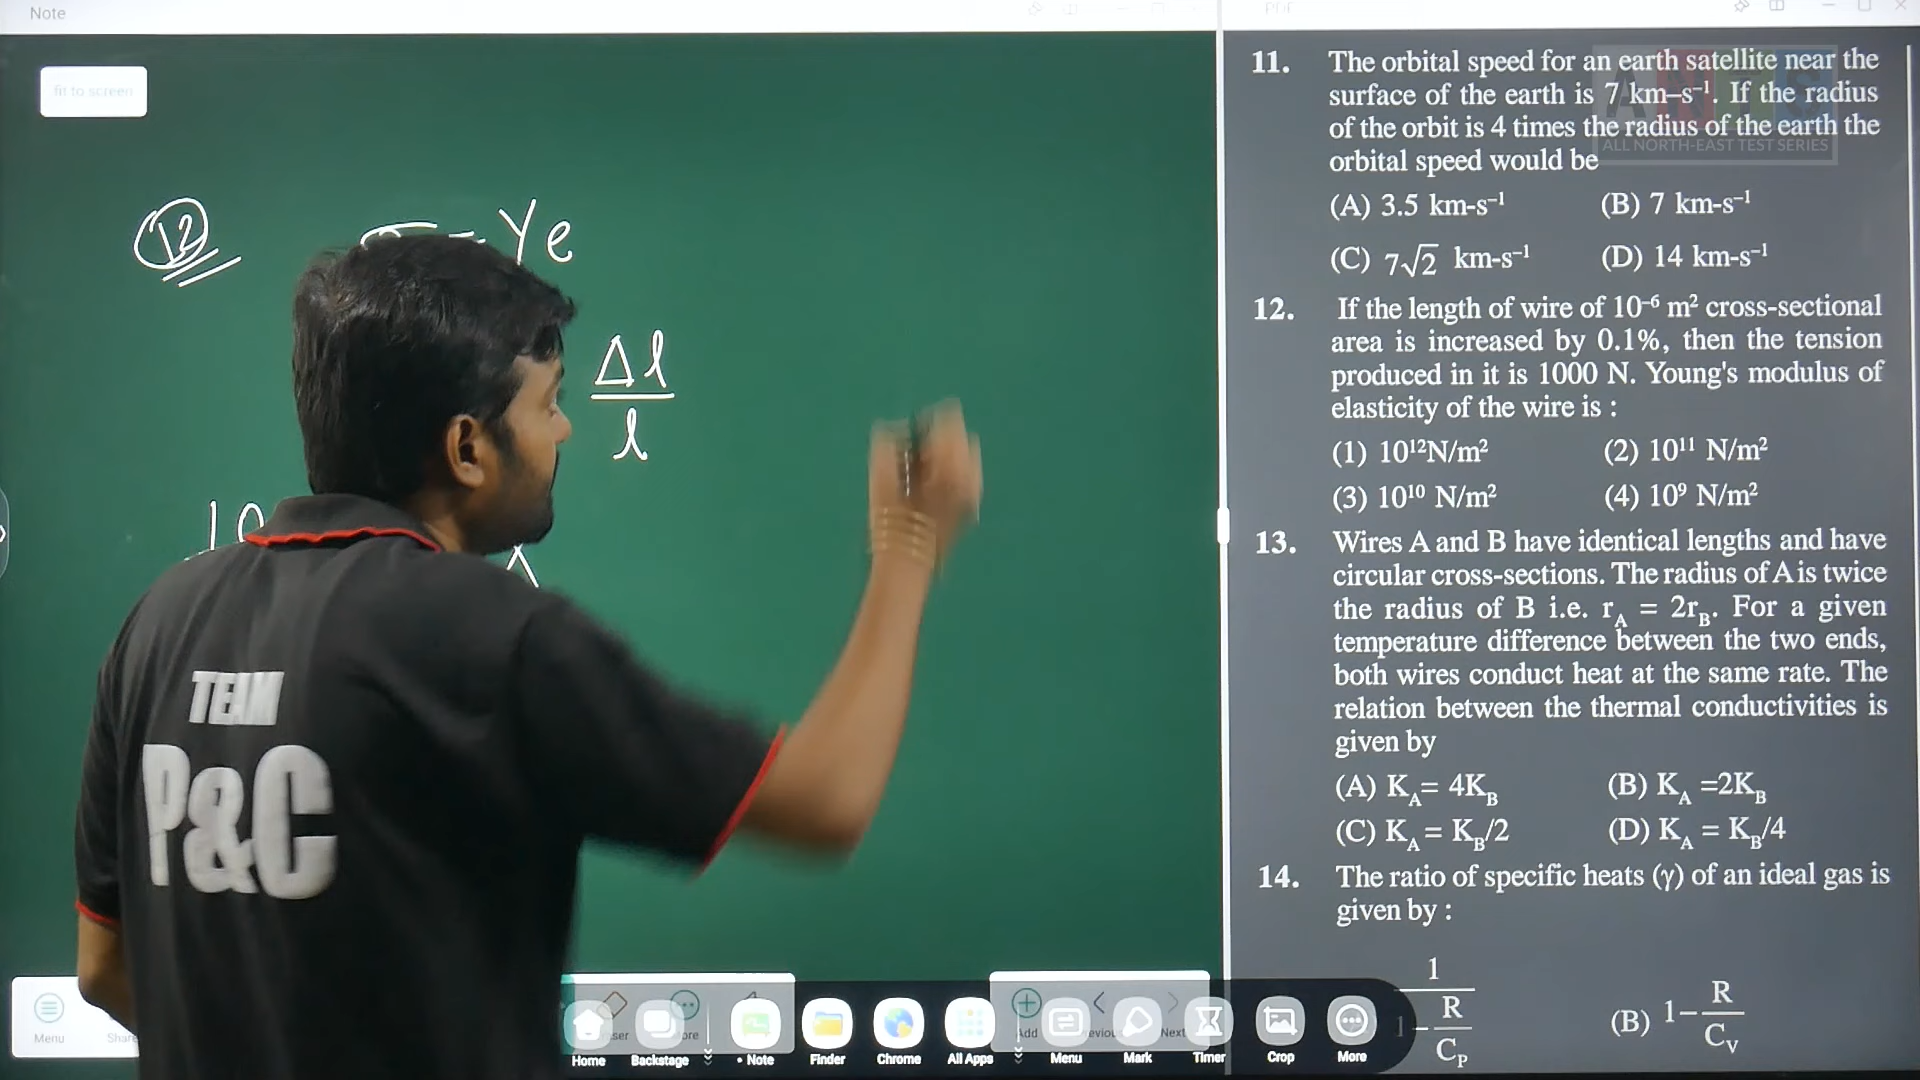 Note
PDF
fit to screen
12
= Ye
Δl
l
10
TEAM
P&C
ANTS
ALL NORTH-EAST TEST SERIES
11. The orbital speed for an earth satellite near the
surface of the earth is 7 km–s⁻¹. If the radius
of the orbit is 4 times the radius of the earth the
orbital speed would be
(A) 3.5 km-s⁻¹ (B) 7 km-s⁻¹
(C) 7√2 km-s⁻¹ (D) 14 km-s⁻¹
12. If the length of wire of 10⁻⁶ m² cross-sectional
area is increased by 0.1%, then the tension
produced in it is 1000 N. Young's modulus of
elasticity of the wire is :
(1) 10¹²N/m² (2) 10¹¹ N/m²
(3) 10¹⁰ N/m² (4) 10⁹ N/m²
13. Wires A and B have identical lengths and have
circular cross-sections. The radius of A is twice
the radius of B i.e. r_A = 2r_B. For a given
temperature difference between the two ends,
both wires conduct heat at the same rate. The
relation between the thermal conductivities is
given by
(A) K_A= 4K_B (B) K_A =2K_B
(C) K_A = K_B/2 (D) K_A = K_B/4
14. The ratio of specific heats (γ) of an ideal gas is
given by :
1
1 - R
C_P
(B) 1- R
C_V
Menu Share Add Next
Home Backstage • Note Finder Chrome All Apps Menu Mark Timer Crop More